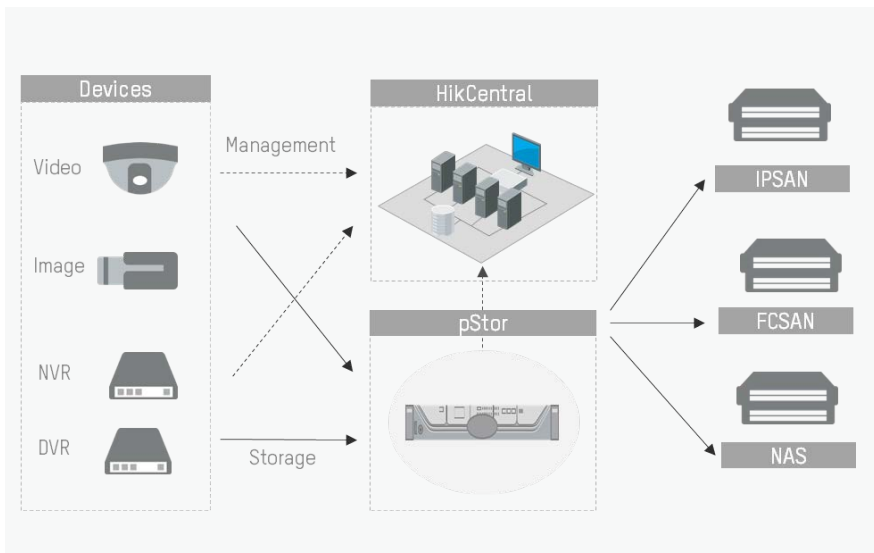 Devices
Video
Image
NVR
DVR
Management
Storage
HikCentral
pStor
IPSAN
FCSAN
NAS